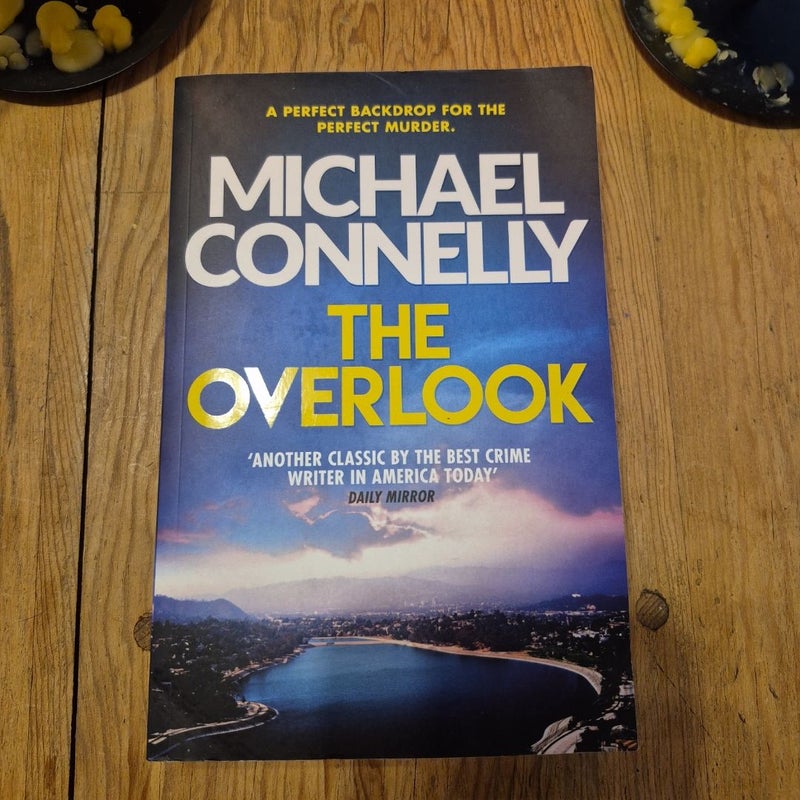 A PERFECT BACKDROP FOR THE
PERFECT MURDER.
MICHAEL
CONNELLY
THE
OVERLOOK
‘ANOTHER CLASSIC BY THE BEST CRIME
WRITER IN AMERICA TODAY’
DAILY MIRROR